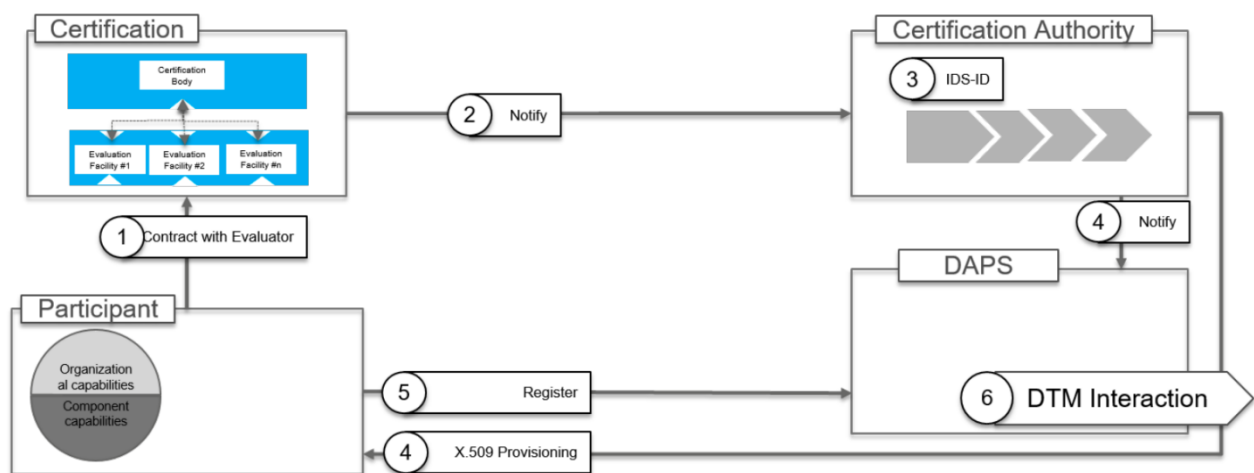 Certification
Certification
Body
Evaluation
Facility #1
Evaluation
Facility #2
Evaluation
Facility #n
2
Notify
Certification Authority
3
IDS-ID
1
Contract with Evaluator
4
Notify
DAPS
Participant
Organization
al capabilities
Component
capabilities
5
Register
6
DTM Interaction
4
X.509 Provisioning